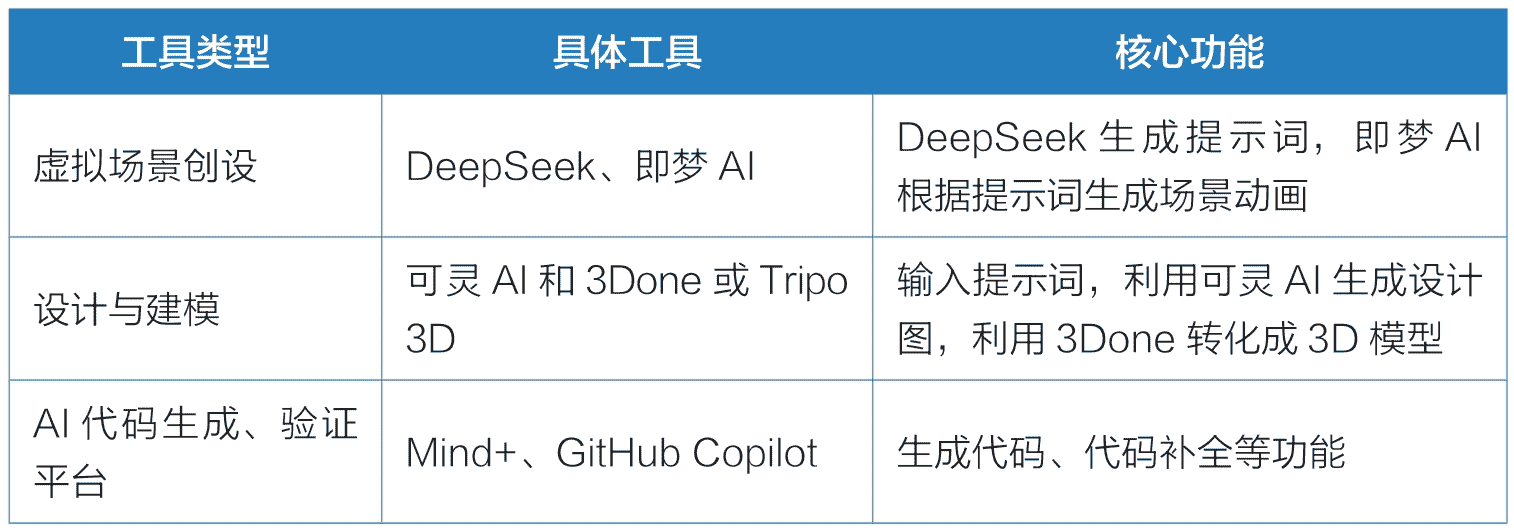 工具类型 具体工具 核心功能
虚拟场景创设
DeepSeek、即梦 AI
DeepSeek 生成提示词，即梦 AI
根据提示词生成场景动画
设计与建模
可灵 AI 和 3Done 或 Tripo
3D
输入提示词，利用可灵 AI 生成设计
图，利用 3Done 转化成 3D 模型
AI 代码生成、验证
平台
Mind+、GitHub Copilot
生成代码、代码补全等功能